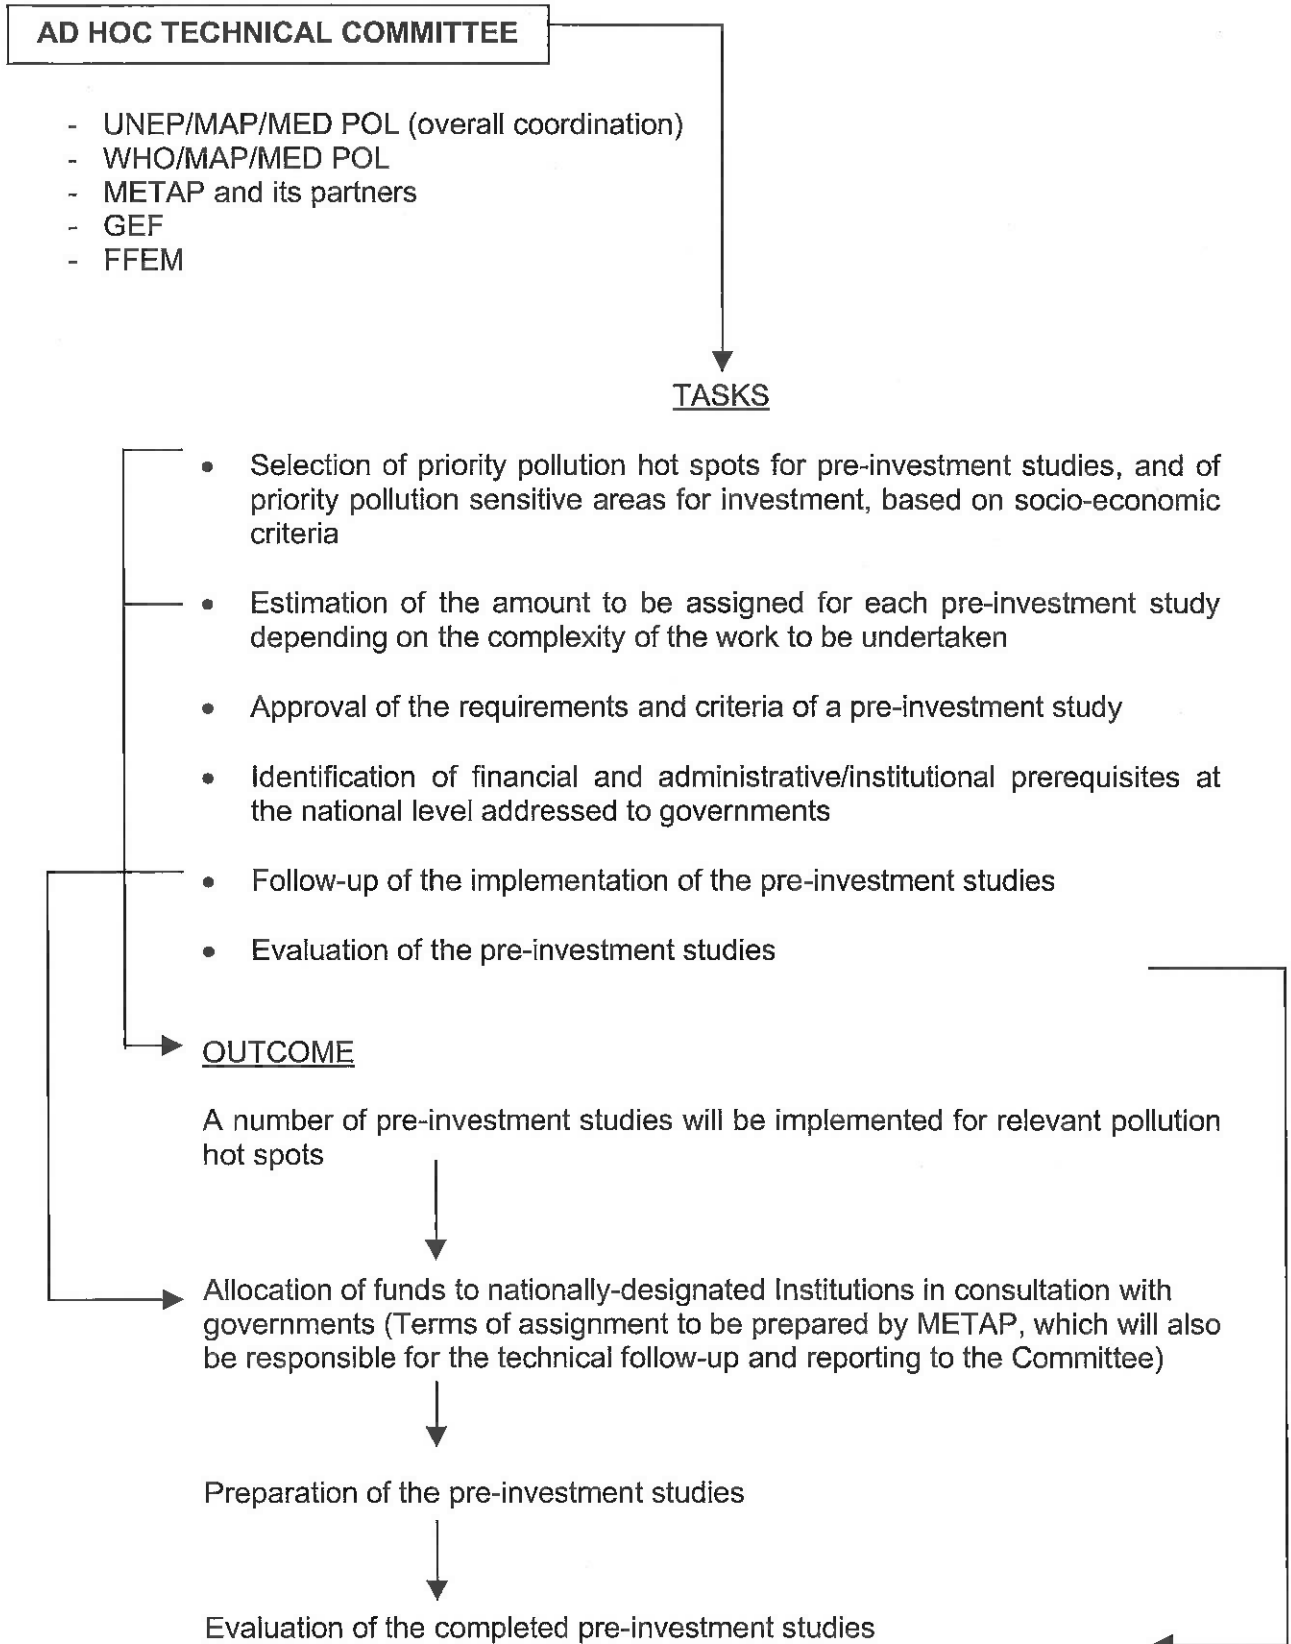 AD HOC TECHNICAL COMMITTEE
- UNEP/MAP/MED POL (overall coordination)
- WHO/MAP/MED POL
- METAP and its partners
- GEF
- FFEM
TASKS
• Selection of priority pollution hot spots for pre-investment studies, and of
priority pollution sensitive areas for investment, based on socio-economic
criteria
• Estimation of the amount to be assigned for each pre-investment study
depending on the complexity of the work to be undertaken
• Approval of the requirements and criteria of a pre-investment study
• Identification of financial and administrative/institutional prerequisites at
the national level addressed to governments
• Follow-up of the implementation of the pre-investment studies
• Evaluation of the pre-investment studies
OUTCOME
A number of pre-investment studies will be implemented for relevant pollution
hot spots
Allocation of funds to nationally-designated Institutions in consultation with
governments (Terms of assignment to be prepared by METAP, which will also
be responsible for the technical follow-up and reporting to the Committee)
Preparation of the pre-investment studies
Evaluation of the completed pre-investment studies